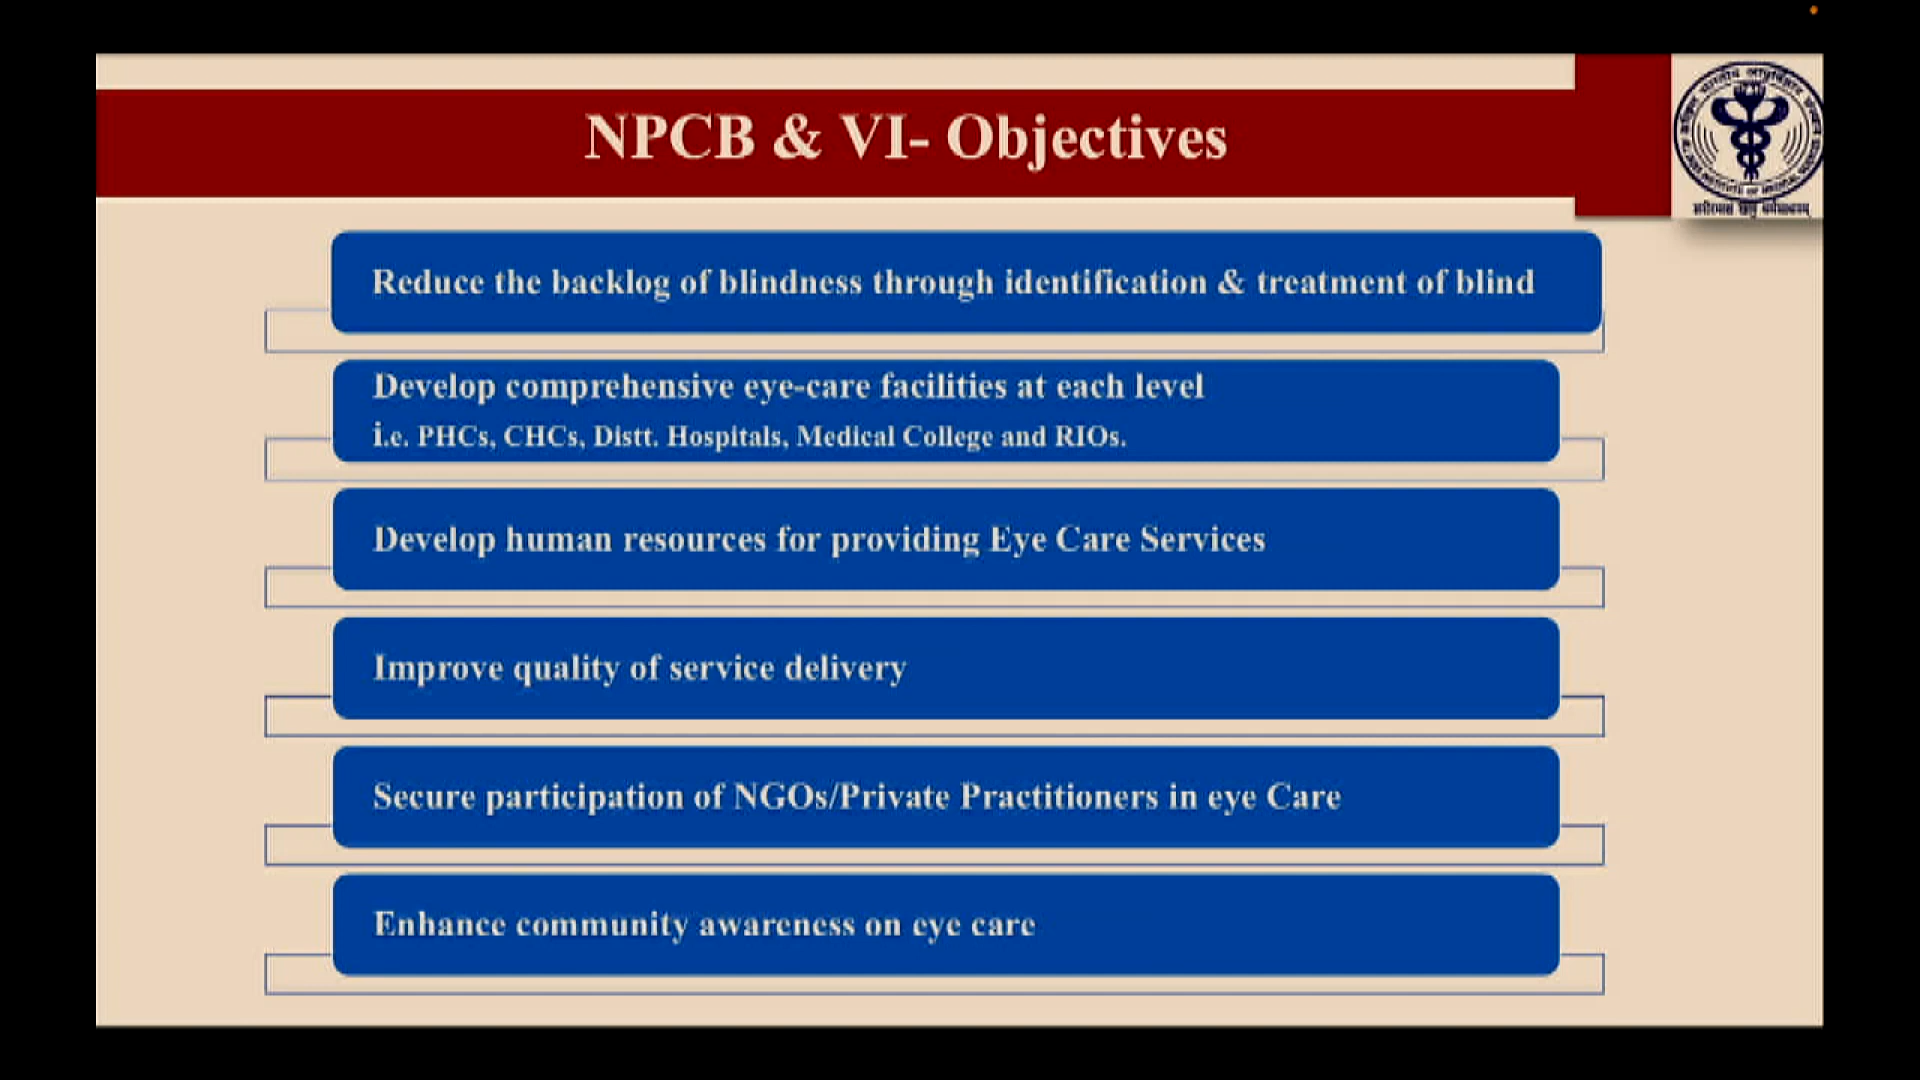 NPCB & VI- Objectives
Reduce the backlog of blindness through identification & treatment of blind
Develop comprehensive eye-care facilities at each level
i.e. PHCs, CHCs, Distt. Hospitals, Medical College and RIOs.
Develop human resources for providing Eye Care Services
Improve quality of service delivery
Secure participation of NGOs/Private Practitioners in eye Care
Enhance community awareness on eye care